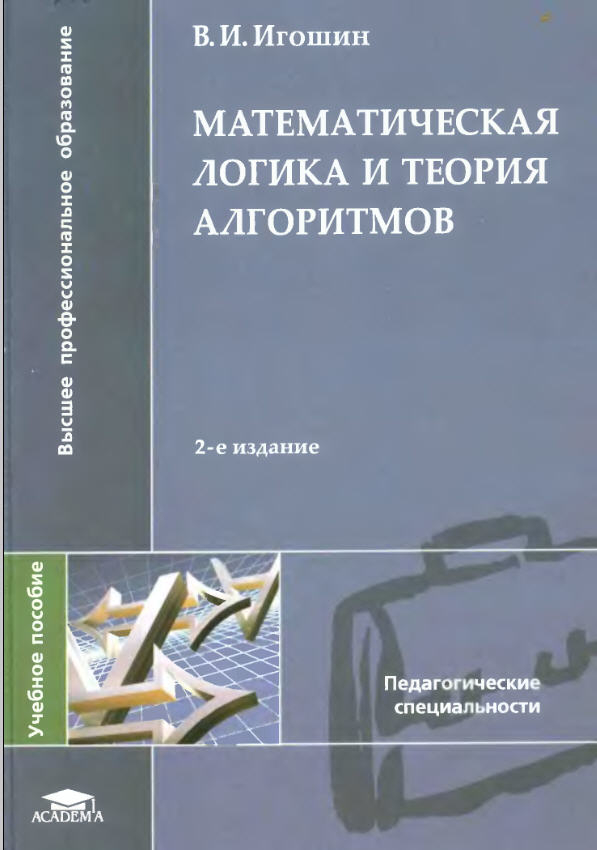 В. И. Игошин
МАТЕМАТИЧЕСКАЯ
ЛОГИКА И ТЕОРИЯ
АЛГОРИТМОВ
Высшее профессиональное образование
2-е издание
Учебное пособие
Педагогические
специальности
ACADEMA